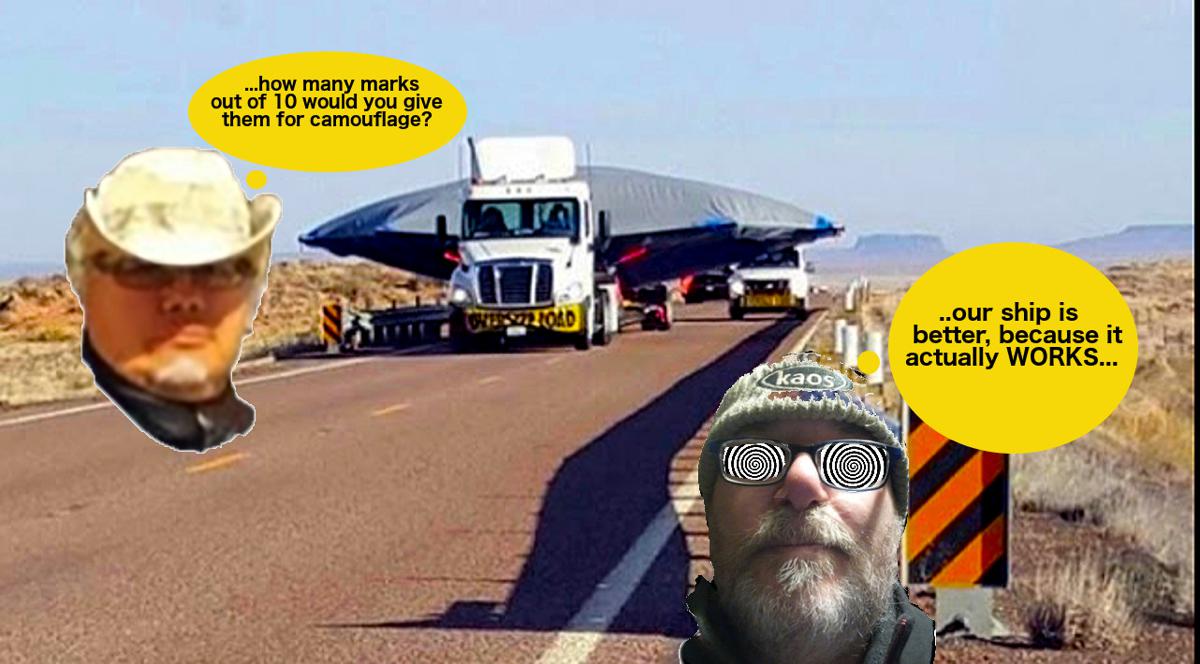 ...how many marks
out of 10 would you give
them for camouflage?
OVERSIZE LOAD
..our ship is
better, because it
actually WORKS...
kaos